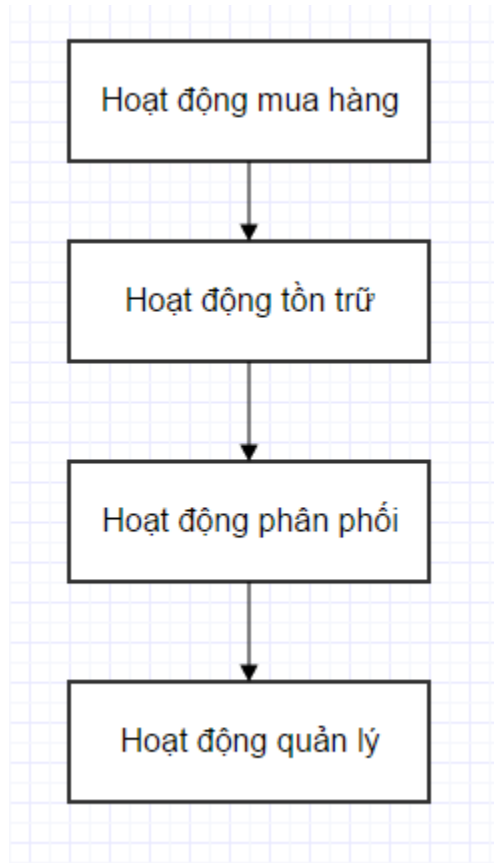 Hoạt động mua hàng
Hoạt động tồn trữ
Hoạt động phân phối
Hoạt động quản lý